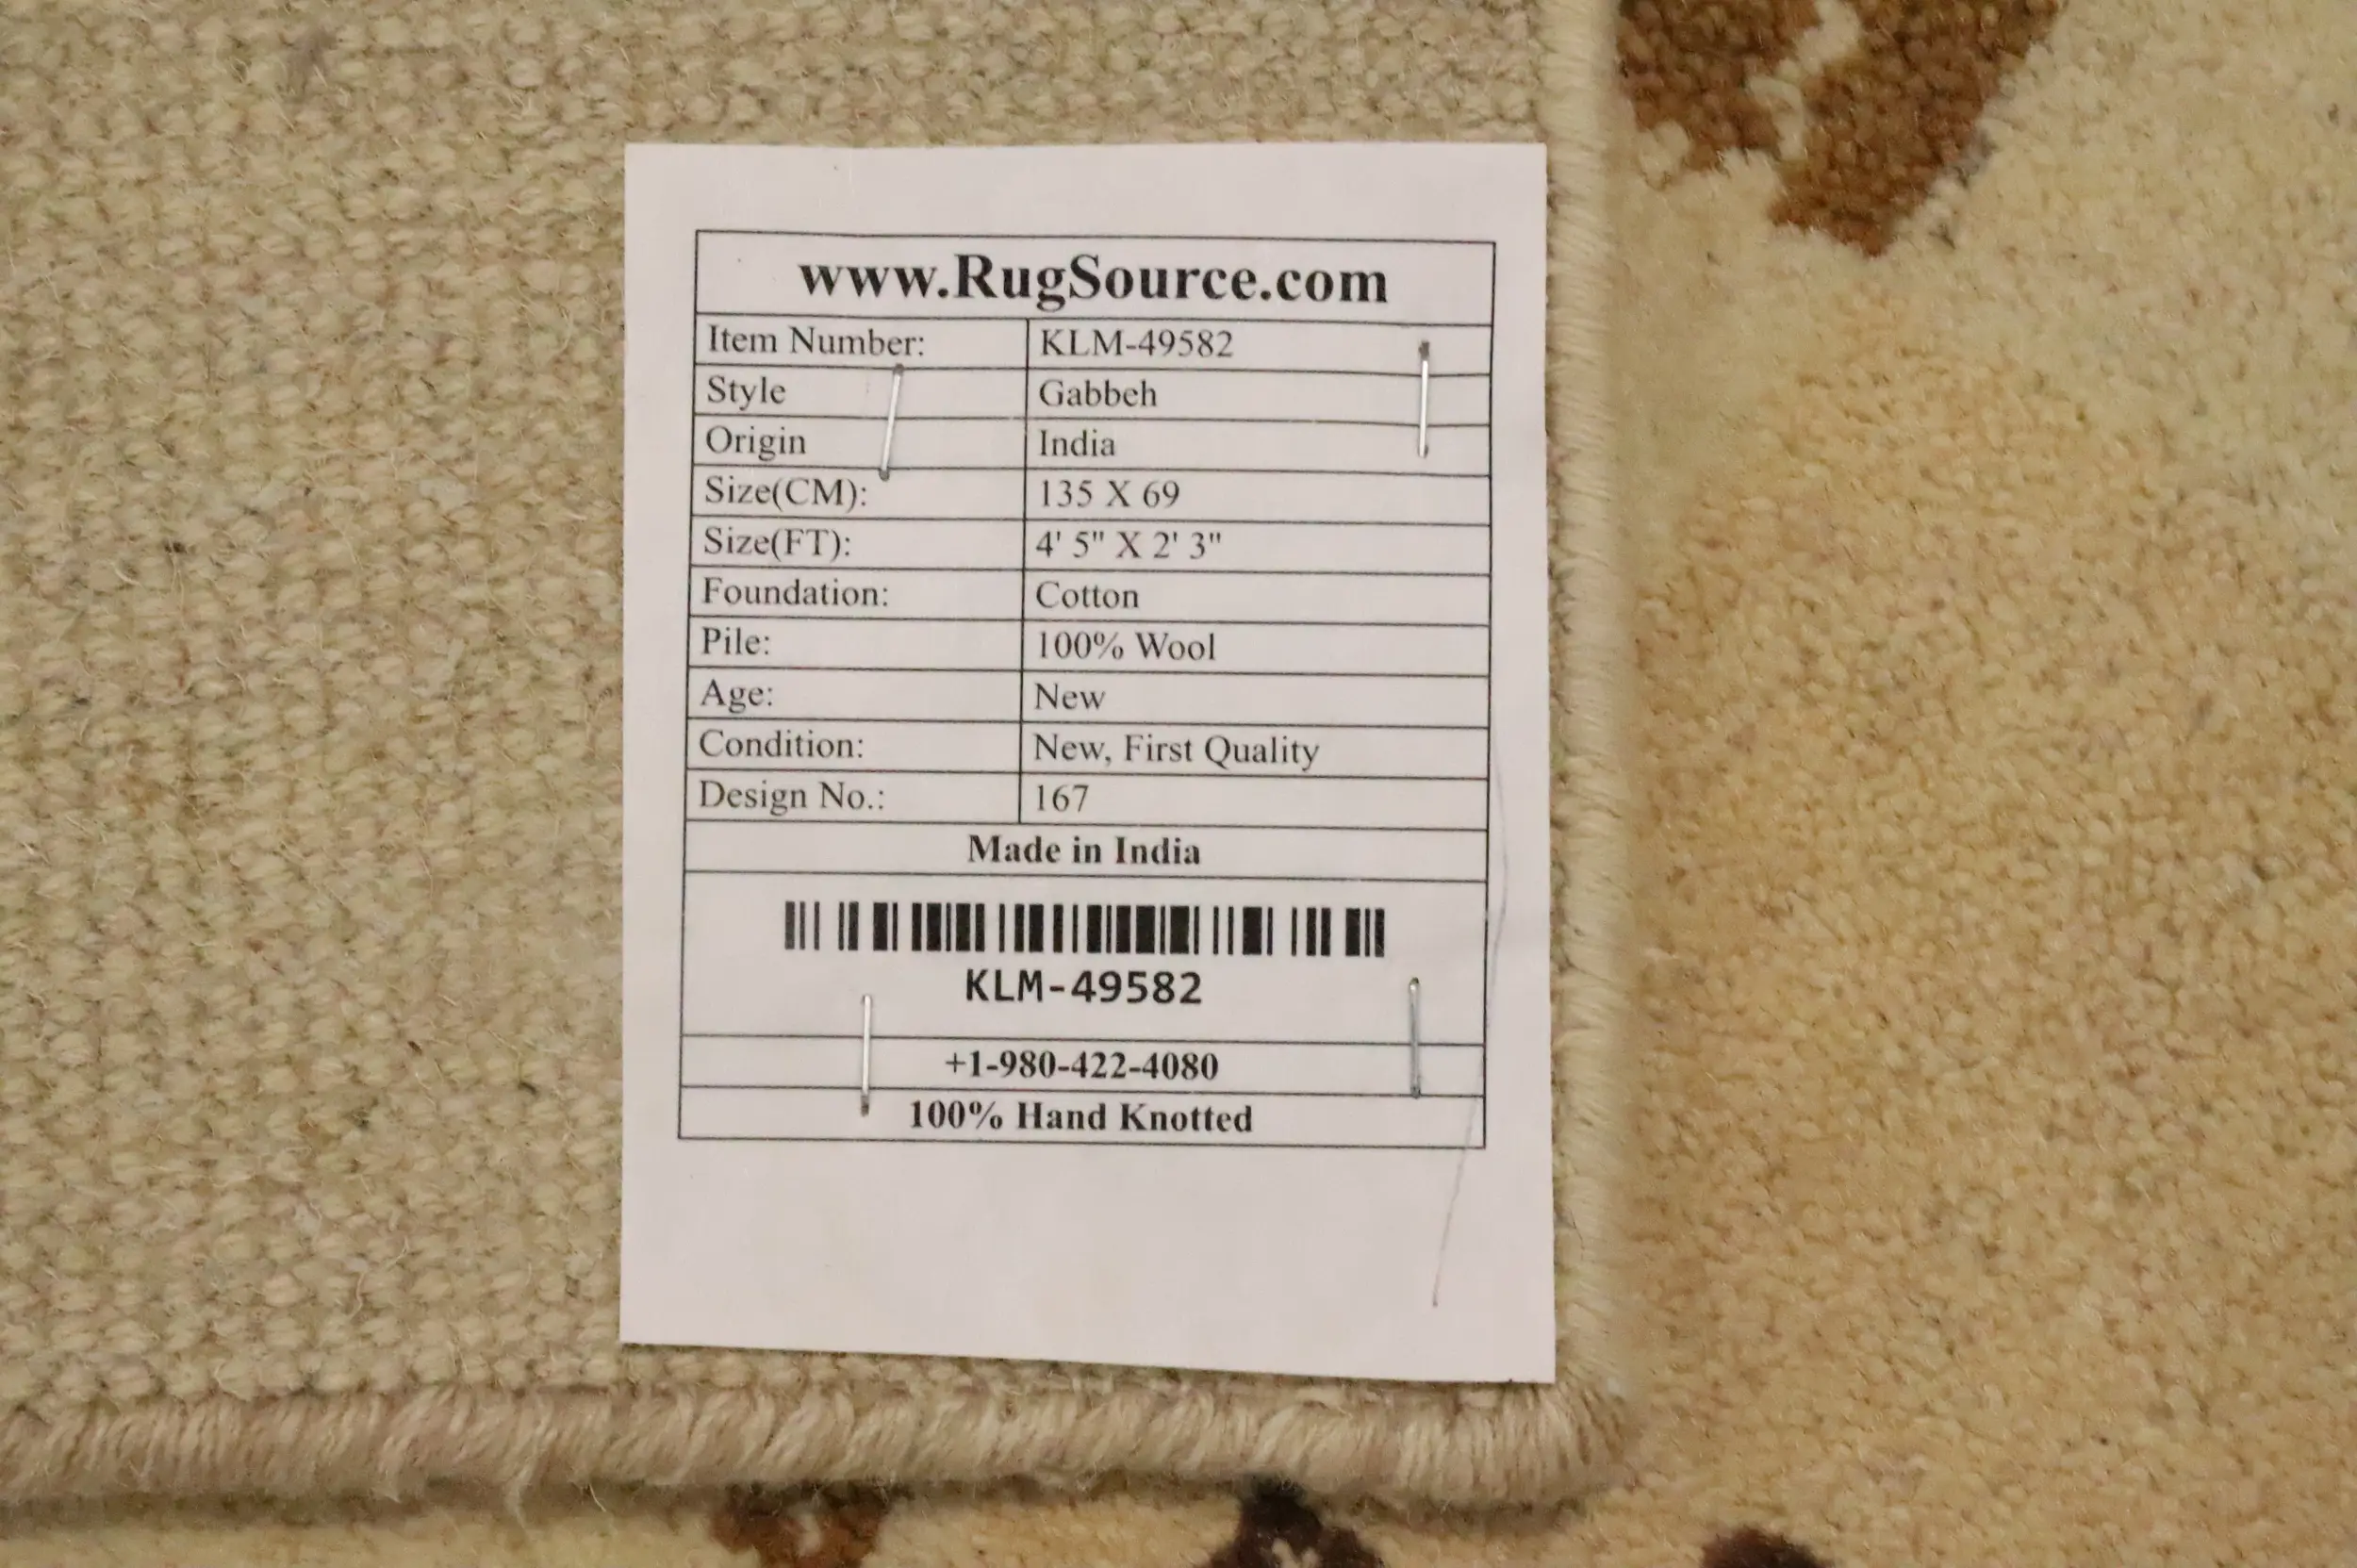 www.RugSource.com
Item Number: KLM-49582
Style Gabbeh
Origin India
Size(CM): 135 X 69
Size(FT): 4' 5" X 2' 3"
Foundation: Cotton
Pile: 100% Wool
Age: New
Condition: New, First Quality
Design No.: 167
Made in India
KLM-49582
+1-980-422-4080
100% Hand Knotted